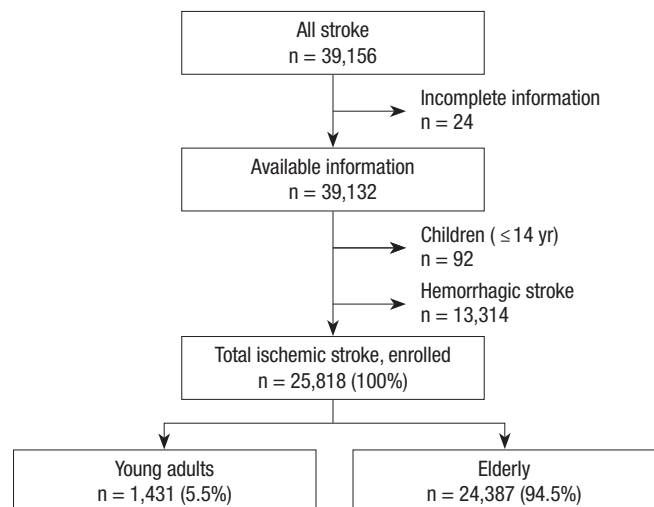 All stroke
n = 39,156
Incomplete information
n = 24
Available information
n = 39,132
Children ( ≤ 14 yr)
n = 92
Hemorrhagic stroke
n = 13,314
Total ischemic stroke, enrolled
n = 25,818 (100%)
Young adults
n = 1,431 (5.5%)
Elderly
n = 24,387 (94.5%)